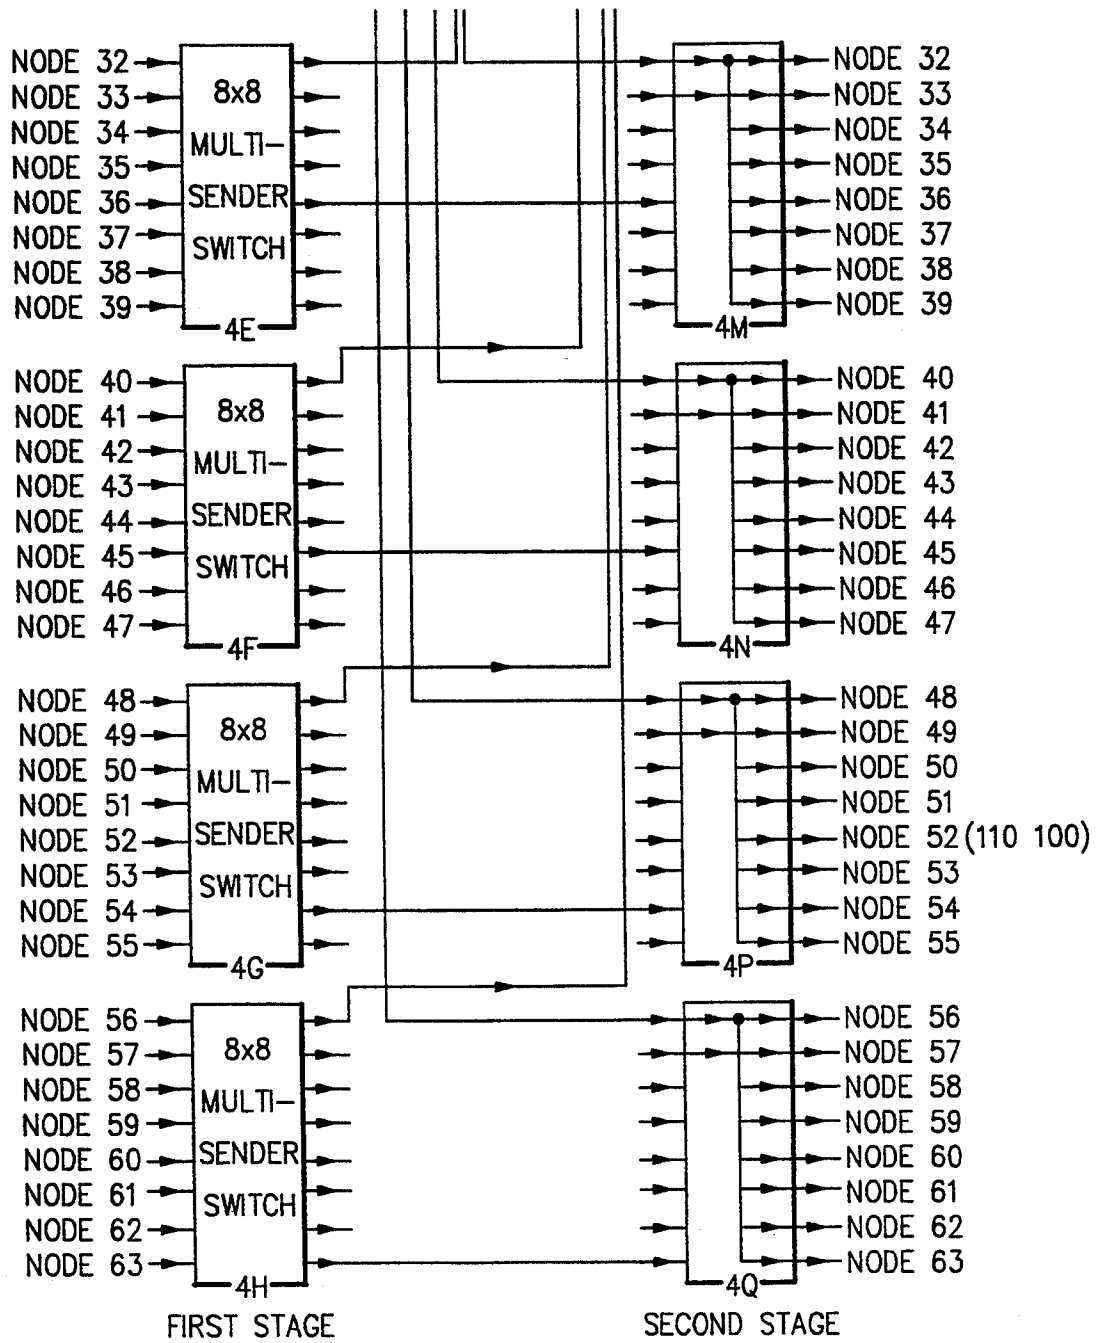 NODE 32
NODE 33
NODE 34
NODE 35
NODE 36
NODE 37
NODE 38
NODE 39
8x8
MULTI-
SENDER
SWITCH
4E
4M
NODE 32
NODE 33
NODE 34
NODE 35
NODE 36
NODE 37
NODE 38
NODE 39
NODE 40
NODE 41
NODE 42
NODE 43
NODE 44
NODE 45
NODE 46
NODE 47
8x8
MULTI-
SENDER
SWITCH
4F
4N
NODE 40
NODE 41
NODE 42
NODE 43
NODE 44
NODE 45
NODE 46
NODE 47
NODE 48
NODE 49
NODE 50
NODE 51
NODE 52
NODE 53
NODE 54
NODE 55
8x8
MULTI-
SENDER
SWITCH
4G
4P
NODE 48
NODE 49
NODE 50
NODE 51
NODE 52 (110 100)
NODE 53
NODE 54
NODE 55
NODE 56
NODE 57
NODE 58
NODE 59
NODE 60
NODE 61
NODE 62
NODE 63
8x8
MULTI-
SENDER
SWITCH
4H
4Q
NODE 56
NODE 57
NODE 58
NODE 59
NODE 60
NODE 61
NODE 62
NODE 63
FIRST STAGE
SECOND STAGE